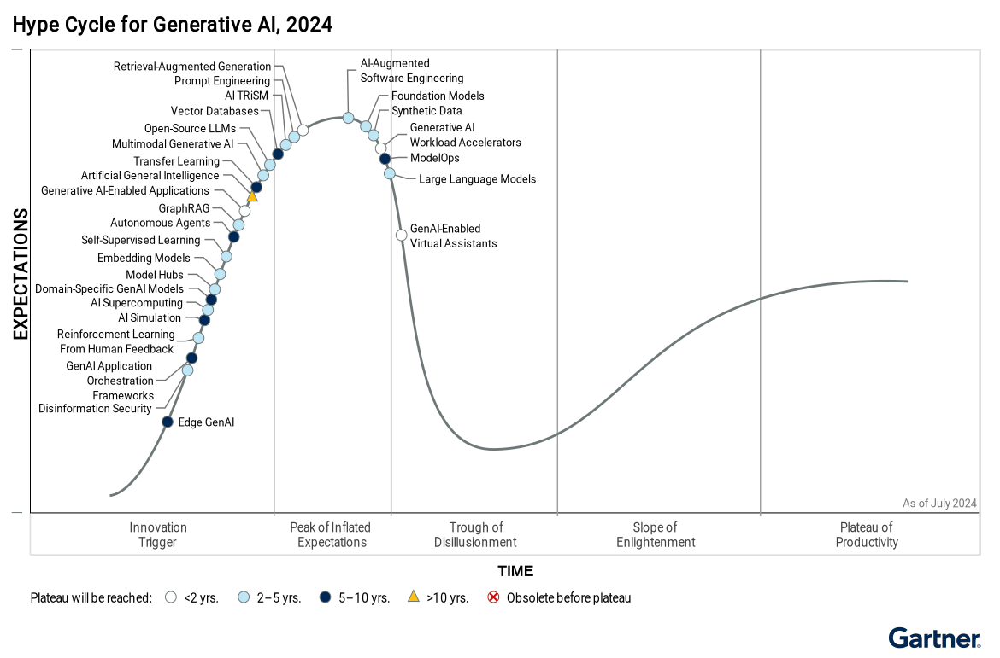 Hype Cycle for Generative AI, 2024
Retrieval-Augmented Generation
Prompt Engineering
AI TRiSM
Vector Databases
Open-Source LLMs
Multimodal Generative AI
Transfer Learning
Artificial General Intelligence
Generative AI-Enabled Applications
GraphRAG
Autonomous Agents
Self-Supervised Learning
Embedding Models
Model Hubs
Domain-Specific GenAI Models
AI Supercomputing
AI Simulation
Reinforcement Learning
From Human Feedback
GenAI Application
Orchestration
Frameworks
Disinformation Security
Edge GenAI
AI-Augmented
Software Engineering
Foundation Models
Synthetic Data
Generative AI
Workload Accelerators
ModelOps
Large Language Models
GenAI-Enabled
Virtual Assistants
EXPECTATIONS
As of July 2024
Innovation
Trigger
Peak of Inflated
Expectations
Trough of
Disillusionment
Slope of
Enlightenment
Plateau of
Productivity
TIME
Plateau will be reached: <2 yrs. 2–5 yrs. 5–10 yrs. >10 yrs. Obsolete before plateau
Gartner®